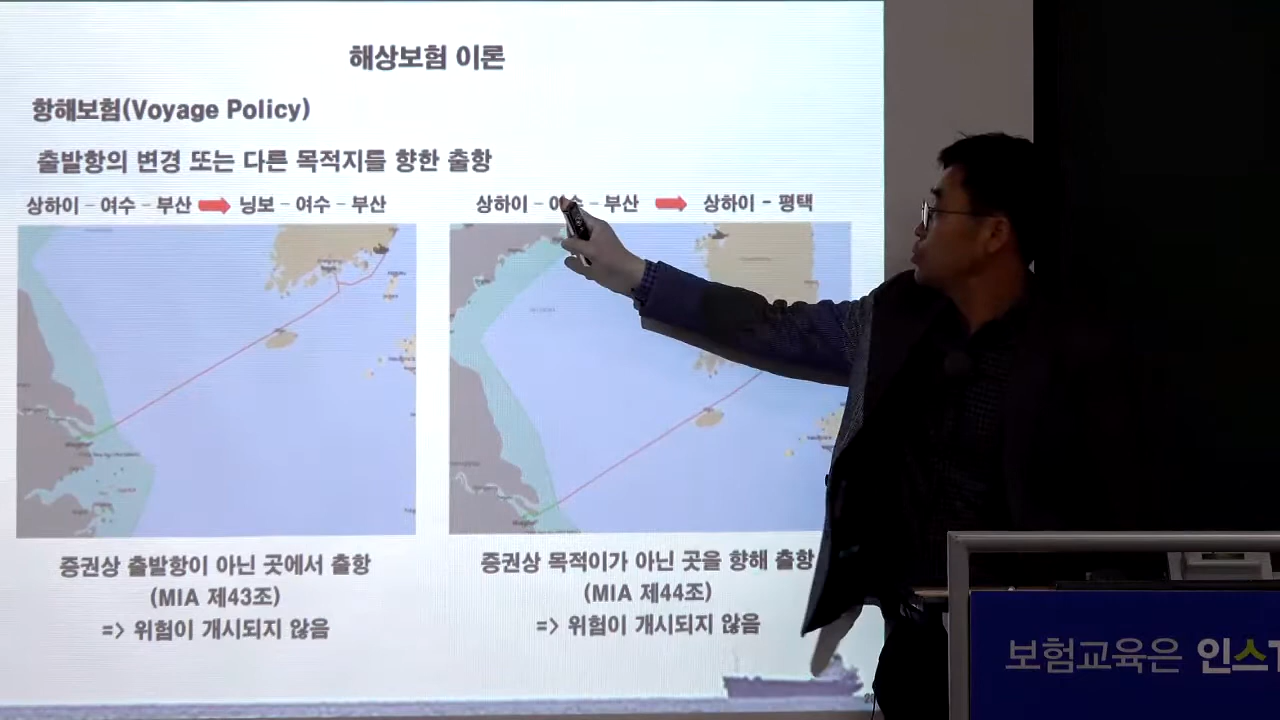 해상보험 이론
항해보험(Voyage Policy)
출발항의 변경 또는 다른 목적지를 향한 출항
상하이 – 여수 – 부산 닝보 – 여수 – 부산
상하이 – 여수 – 부산 상하이 - 평택
증권상 출발항이 아닌 곳에서 출항
(MIA 제43조)
=> 위험이 개시되지 않음
증권상 목적이가 아닌 곳을 향해 출항
(MIA 제44조)
=> 위험이 개시되지 않음
보험교육은 인스